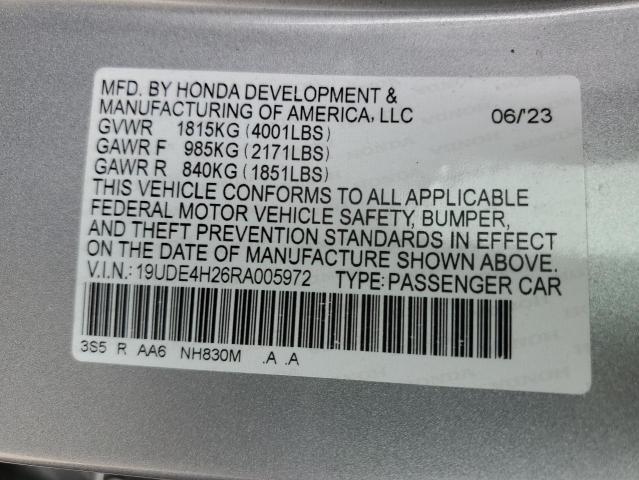 MFD. BY HONDA DEVELOPMENT &
MANUFACTURING OF AMERICA, LLC 06/'23
GVWR 1815KG (4001LBS)
GAWR F 985KG (2171LBS)
GAWR R 840KG (1851LBS)
THIS VEHICLE CONFORMS TO ALL APPLICABLE
FEDERAL MOTOR VEHICLE SAFETY, BUMPER,
AND THEFT PREVENTION STANDARDS IN EFFECT
ON THE DATE OF MANUFACTURE SHOWN ABOVE.
V.I.N.: 19UDE4H26RA005972 TYPE: PASSENGER CAR
3S5 R AA6 NH830M .A .A